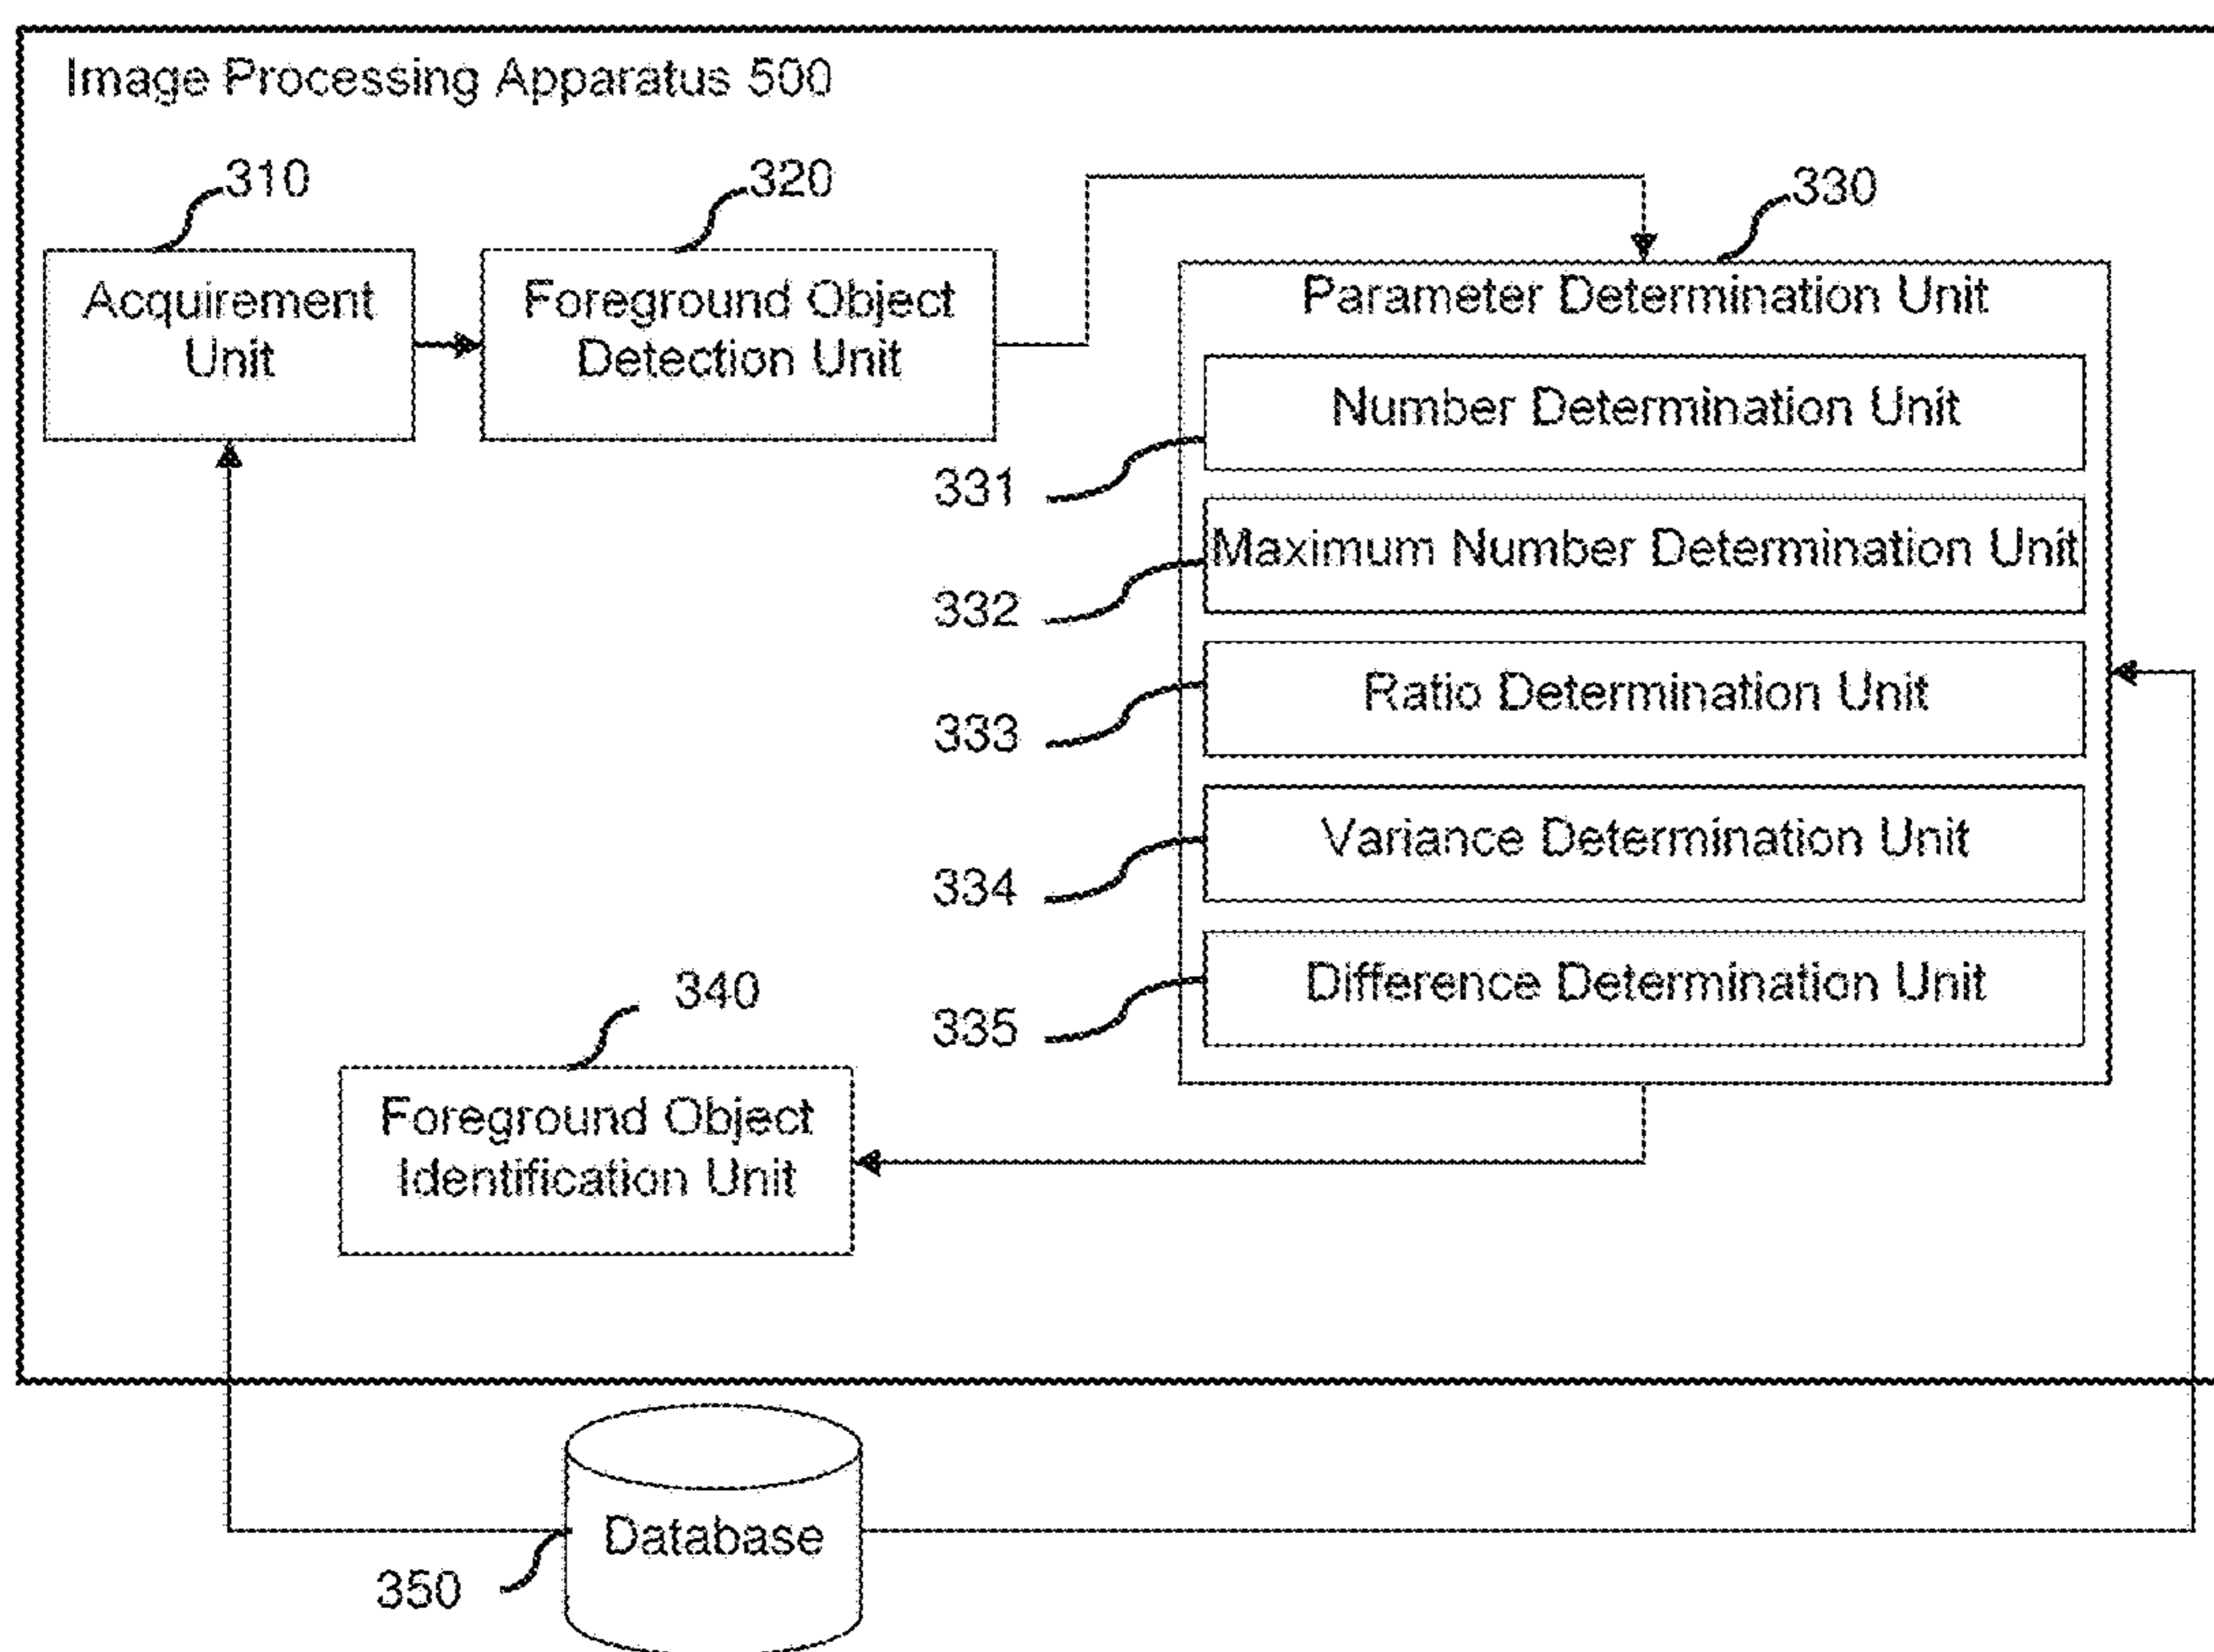 Image Processing Apparatus 500
310
320
330
Acquirement
Unit
Foreground Object
Detection Unit
Parameter Determination Unit
Number Determination Unit
331
Maximum Number Determination Unit
332
Ratio Determination Unit
333
Variance Determination Unit
334
Difference Determination Unit
335
340
Foreground Object
Identification Unit
Database
350